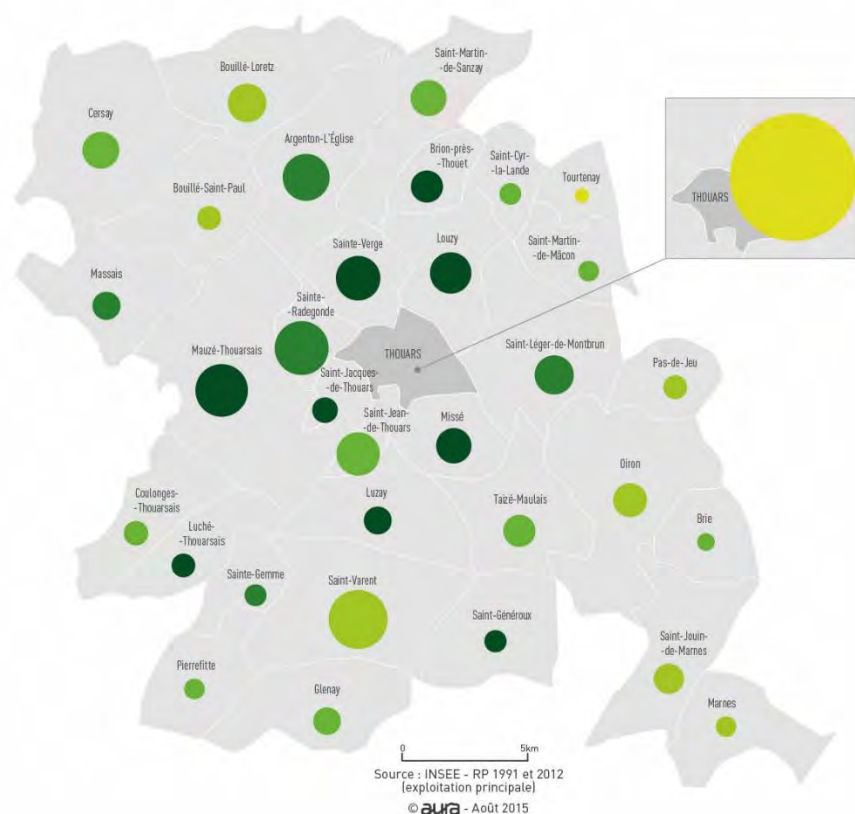 Saint-Martin-
-de-Sanzay
Bouillé-Loretz
Cersay
Argenton-L'Église
Brion-près-
-Thouet
Saint-Cyr-
-la-Lande
Tourtenay
THOUARS
Bouillé-Saint-Paul
Sainte-Verge
Louzy
Saint-Martin-
-de-Mâcon
Massais
Sainte-
-Radegonde
Mauzé-Thouarsais
THOUARS
Saint-Léger-de-Montbrun
Pas-de-Jeu
Saint-Jacques-
-de-Thouars
Saint-Jean-
-de-Thouars
Missé
Oiron
Coulonges-
-Thouarsais
Luché-
-Thouarsais
Luzay
Taizé-Maulais
Brie
Sainte-Gemme
Saint-Varent
Saint-Généroux
Saint-Jouin-
-de-Marnes
Pierrefitte
Glenay
Marnes
0 5km
Source : INSEE - RP 1991 et 2012
(exploitation principale)
© aura - Août 2015